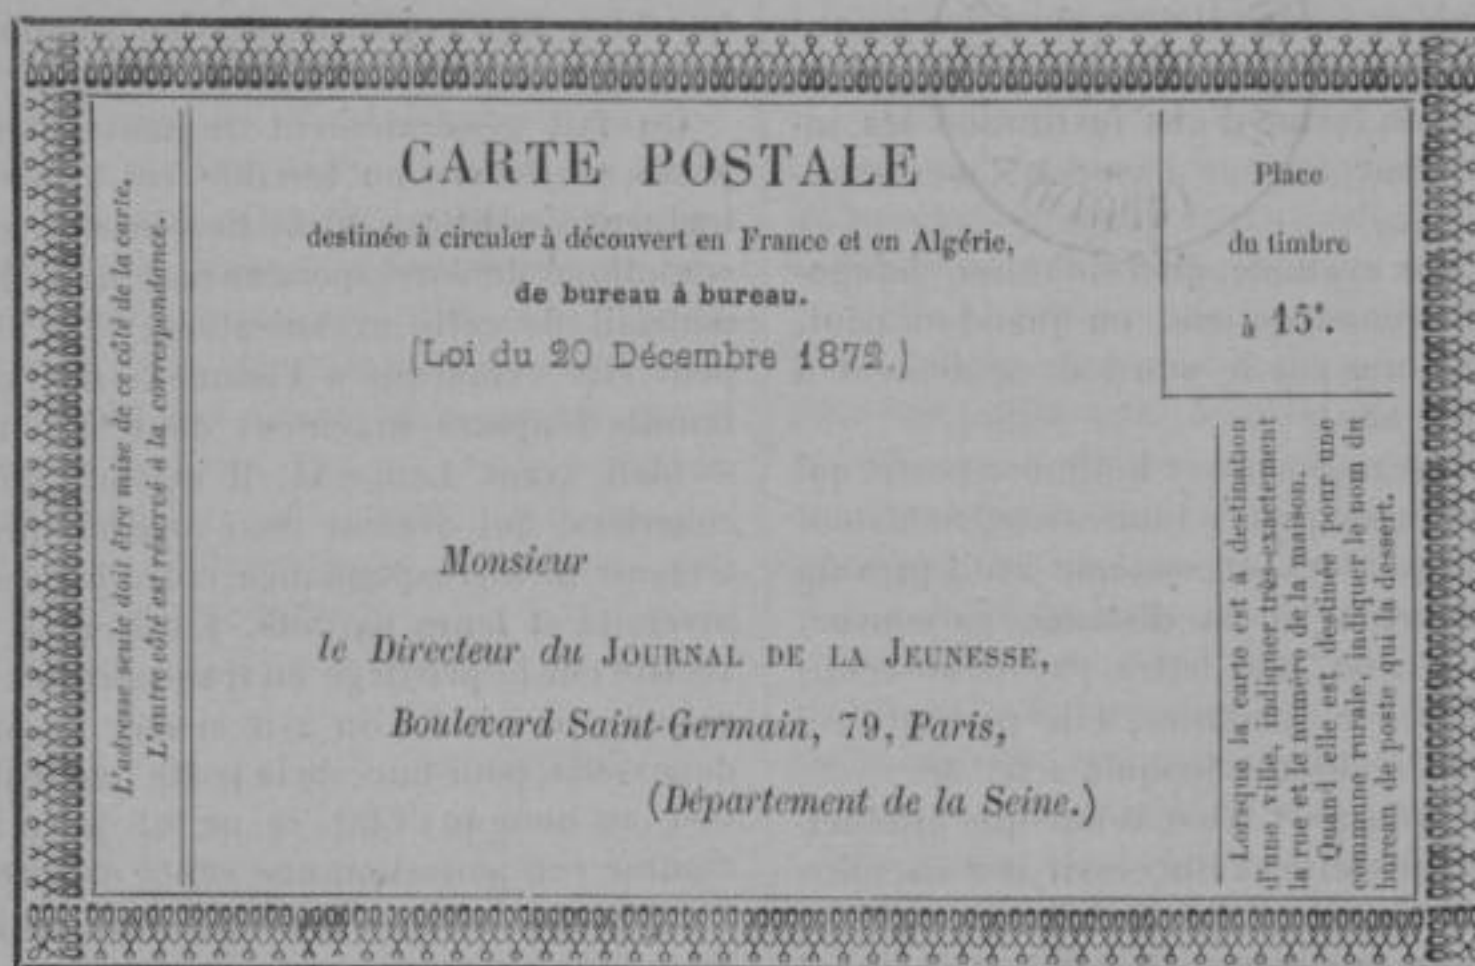 L'adresse seule doit être mise de ce côté de la carte.
L'autre côté est réservé à la correspondance.
CARTE POSTALE
destinée à circuler à découvert en France et en Algérie,
de bureau à bureau.
(Loi du 20 Décembre 1872.)
Place
du timbre
à 15c.
Monsieur
le Directeur du JOURNAL DE LA JEUNESSE,
Boulevard Saint-Germain, 79, Paris,
(Département de la Seine.)
Lorsque la carte est à destination
d'une ville, indiquer très-exactement
la rue et le numéro de la maison.
Quand elle est destinée pour une
commune rurale, indiquer le nom du
bureau de poste qui la dessert.